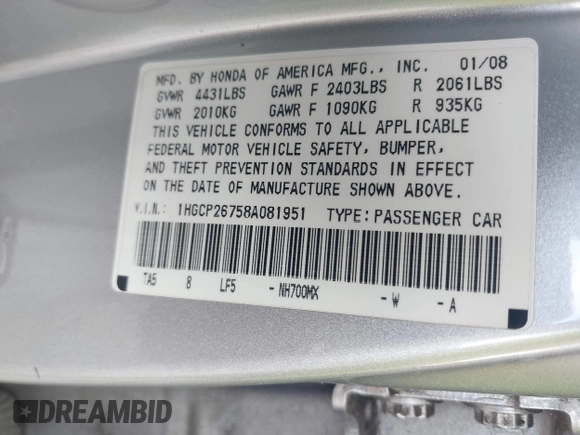 MFD. BY HONDA OF AMERICA MFG., INC. 01/08
GVWR 4431LBS GAWR F 2403LBS R 2061LBS
GVWR 2010KG GAWR F 1090KG R 935KG
THIS VEHICLE CONFORMS TO ALL APPLICABLE
FEDERAL MOTOR VEHICLE SAFETY, BUMPER,
AND THEFT PREVENTION STANDARDS IN EFFECT
ON THE DATE OF MANUFACTURE SHOWN ABOVE.
V.I.N.: 1HGCP26758A081951 TYPE: PASSENGER CAR
TA5 8 LF5 - NH700MX - W - A
DREAMBID